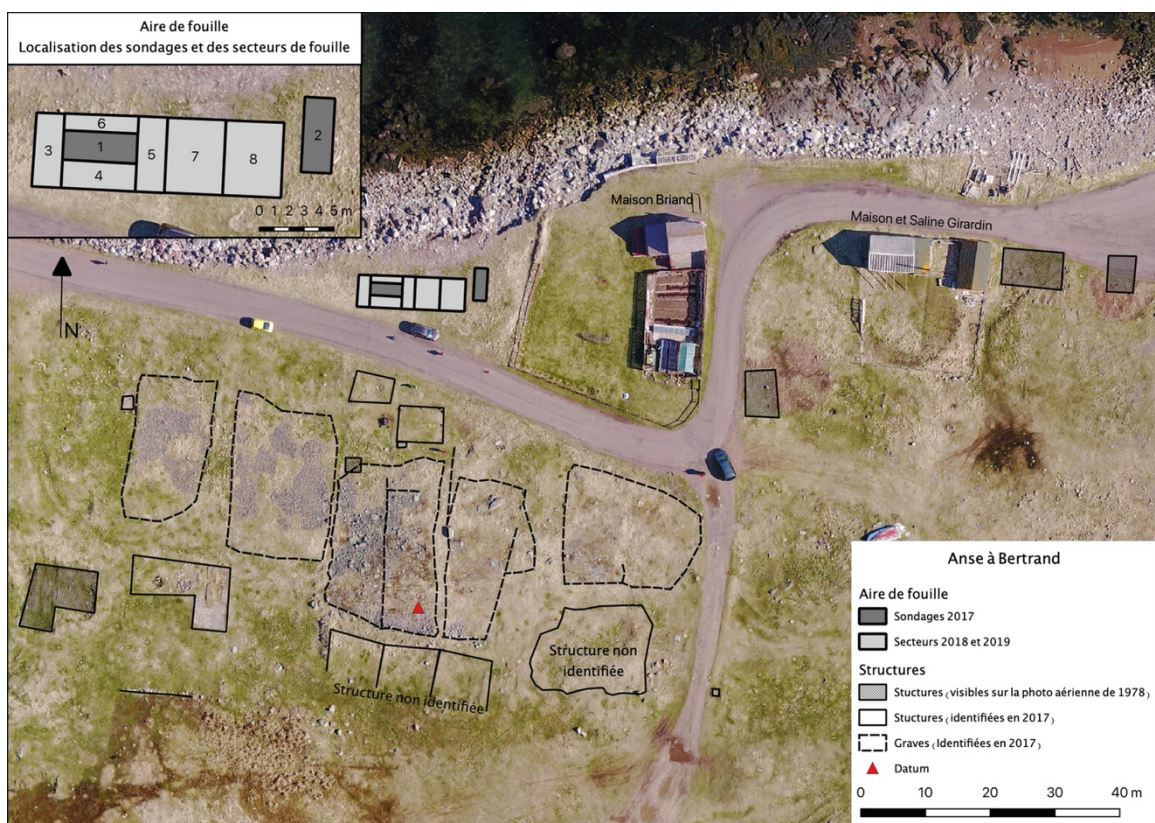 Aire de fouille
Localisation des sondages et des secteurs de fouille
6
3
1
5
7
8
2
4
0 1 2 3 4 5 m
N
Maison Briand
Maison et Saline Girardin
Structure non identifiée
Structure non
identifiée
Anse à Bertrand
Aire de fouille
Sondages 2017
Secteurs 2018 et 2019
Structures
Stuctures (visibles sur la photo aérienne de 1978)
Stuctures (identifiées en 2017)
Graves (Identifiées en 2017)
Datum
0 10 20 30 40 m